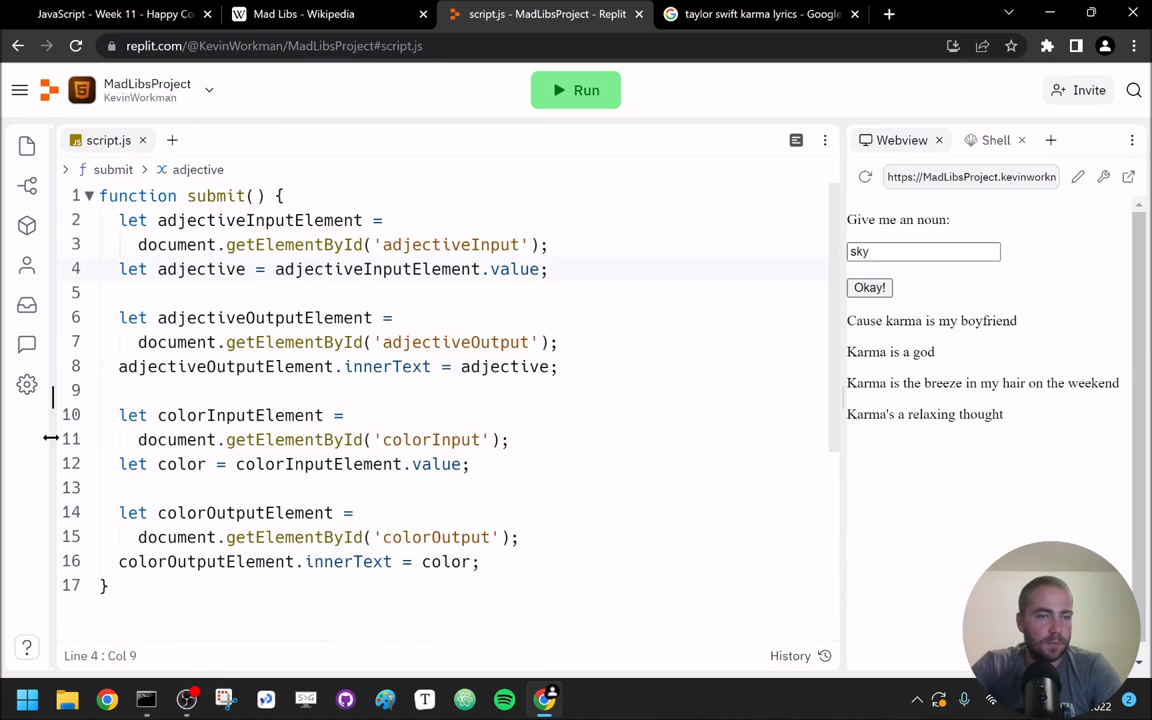 JavaScript - Week 11 - Happy Co
Mad Libs - Wikipedia
script.js - MadLibsProject - Replit
taylor swift karma lyrics - Google
replit.com/@KevinWorkman/MadLibsProject#script.js
MadLibsProject
KevinWorkman
Run
Invite
script.js
Webview
Shell
submit
adjective
https://MadLibsProject.kevinworkn
1 function submit() {
2 let adjectiveInputElement =
3 document.getElementById('adjectiveInput');
4 let adjective = adjectiveInputElement.value;
5
6 let adjectiveOutputElement =
7 document.getElementById('adjectiveOutput');
8 adjectiveOutputElement.innerText = adjective;
9
10 let colorInputElement =
11 document.getElementById('colorInput');
12 let color = colorInputElement.value;
13
14 let colorOutputElement =
15 document.getElementById('colorOutput');
16 colorOutputElement.innerText = color;
17 }
Give me an noun:
sky
Okay!
Cause karma is my boyfriend
Karma is a god
Karma is the breeze in my hair on the weekend
Karma's a relaxing thought
Line 4 : Col 9
History
2